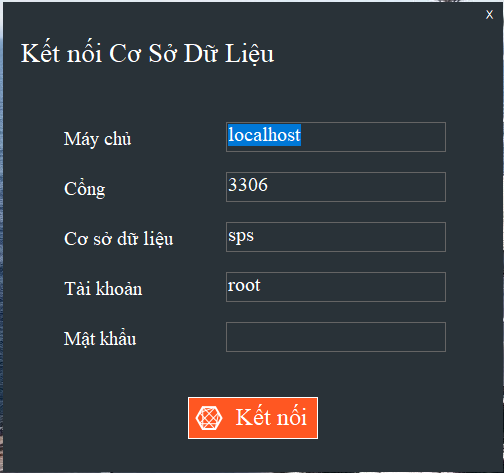 X
Kết nối Cơ Sở Dữ Liệu
Máy chủ localhost
Cổng 3306
Cơ sở dữ liệu sps
Tài khoản root
Mật khẩu
Kết nối